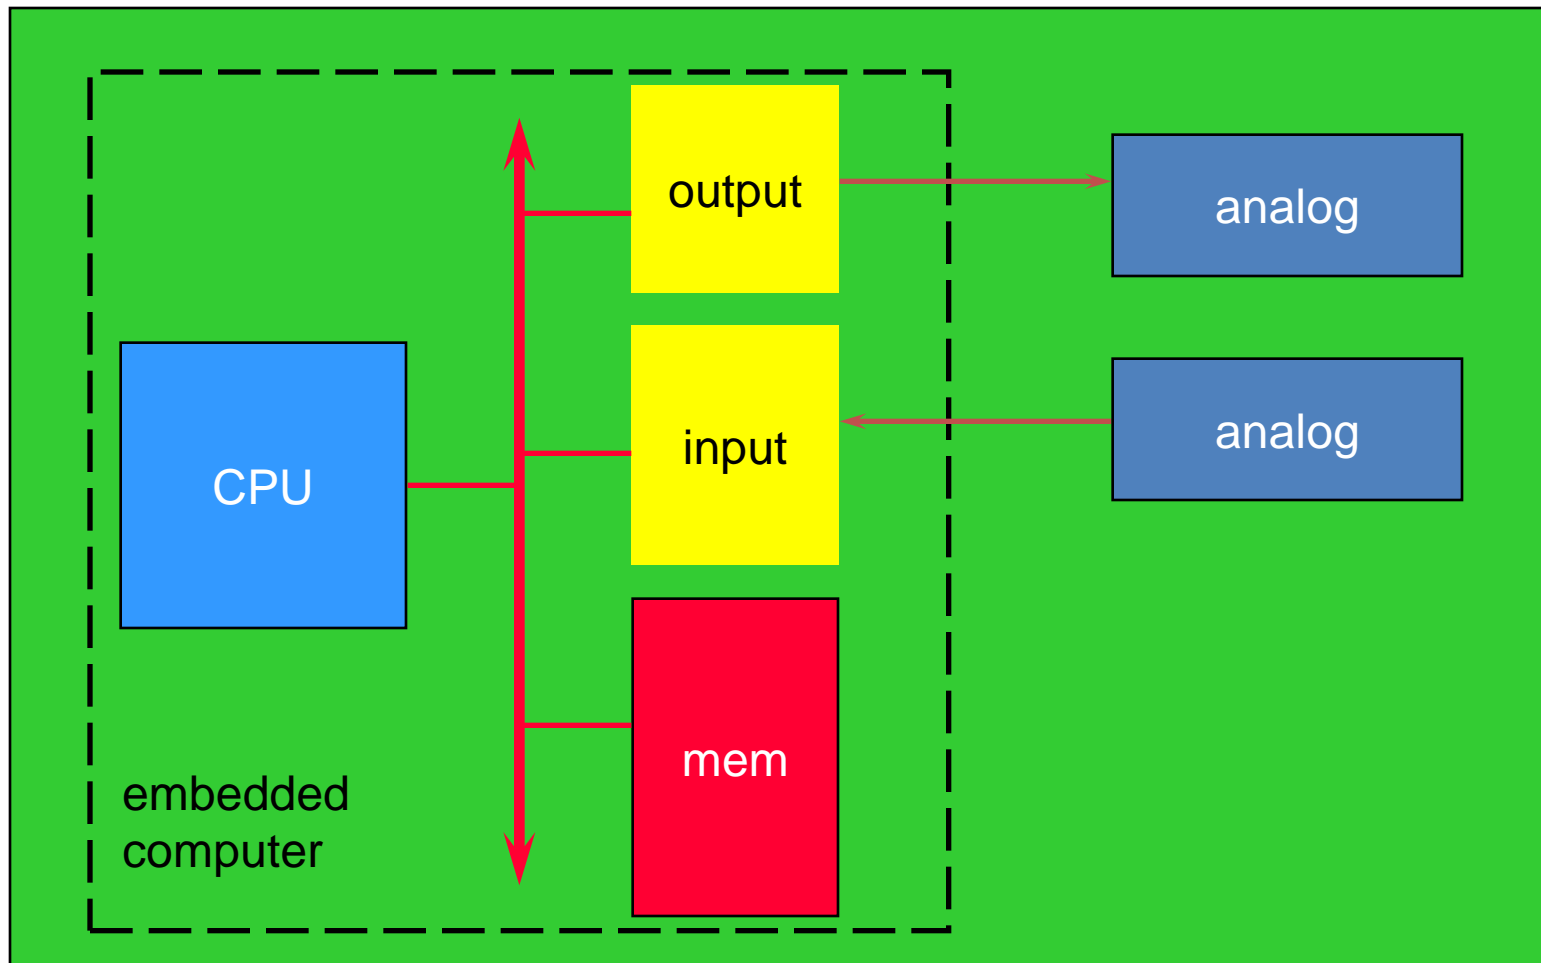 output
analog
input
analog
CPU
mem
embedded
computer